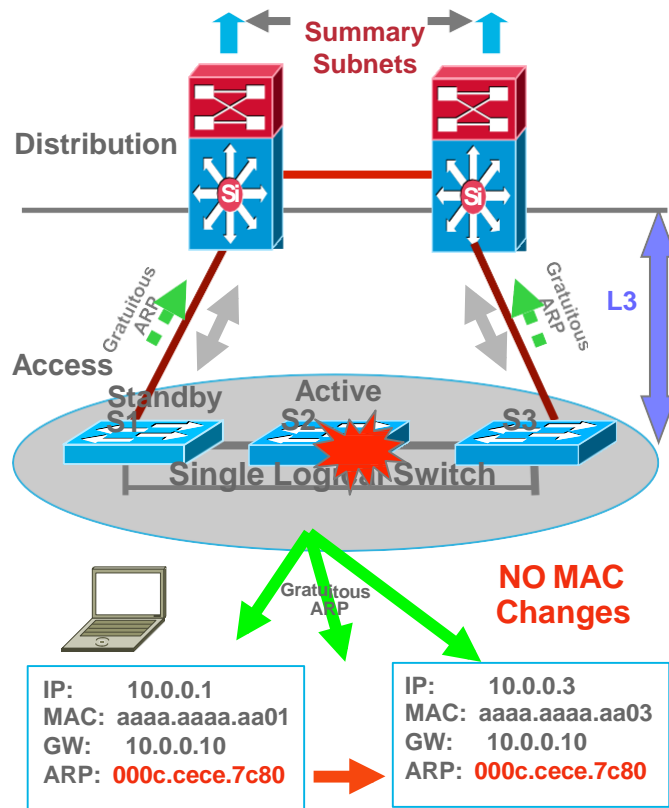 Summary
Subnets
Distribution
Si
Si
L3
Gratuitous
ARP
Gratuitous
ARP
Access
Standby
Active
S1
S2
S3
Single Logical Switch
Gratuitous
ARP
NO MAC
Changes
IP: 10.0.0.1
MAC: aaaa.aaaa.aa01
GW: 10.0.0.10
ARP: 000c.cece.7c80
IP: 10.0.0.3
MAC: aaaa.aaaa.aa03
GW: 10.0.0.10
ARP: 000c.cece.7c80